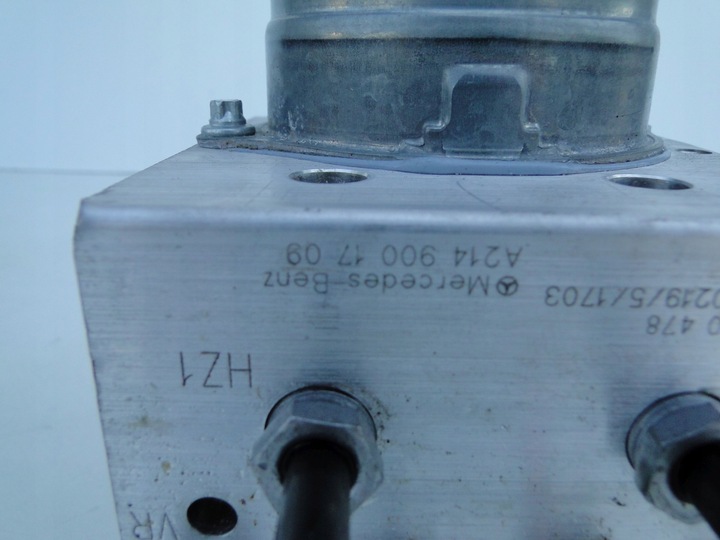 HZ1
0 478
0219/5/1703
Mercedes-Benz
A214 900 17 09
VR